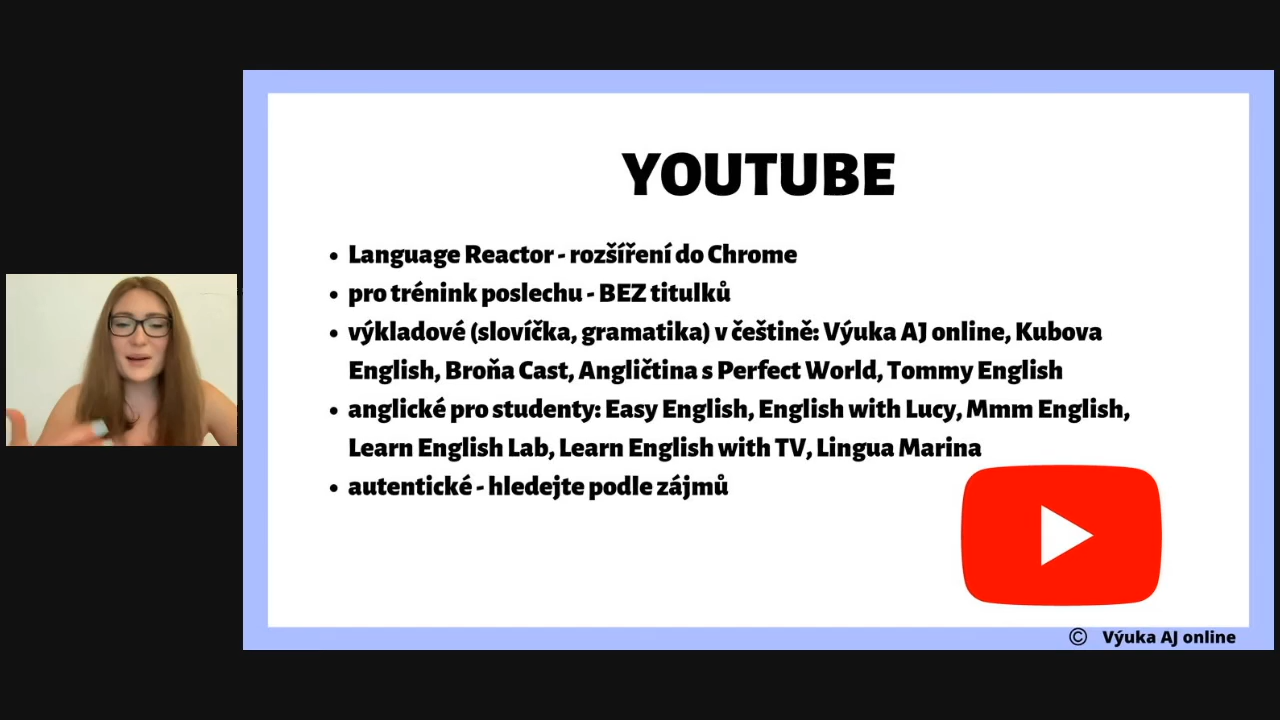 YOUTUBE
• Language Reactor - rozšíření do Chrome
• pro trénink poslechu - BEZ titulků
• výkladové (slovíčka, gramatika) v češtině: Výuka AJ online, Kubova
English, Broňa Cast, Angličtina s Perfect World, Tommy English
• anglické pro studenty: Easy English, English with Lucy, Mmm English,
Learn English Lab, Learn English with TV, Lingua Marina
• autentické - hledejte podle zájmů
© Výuka AJ online